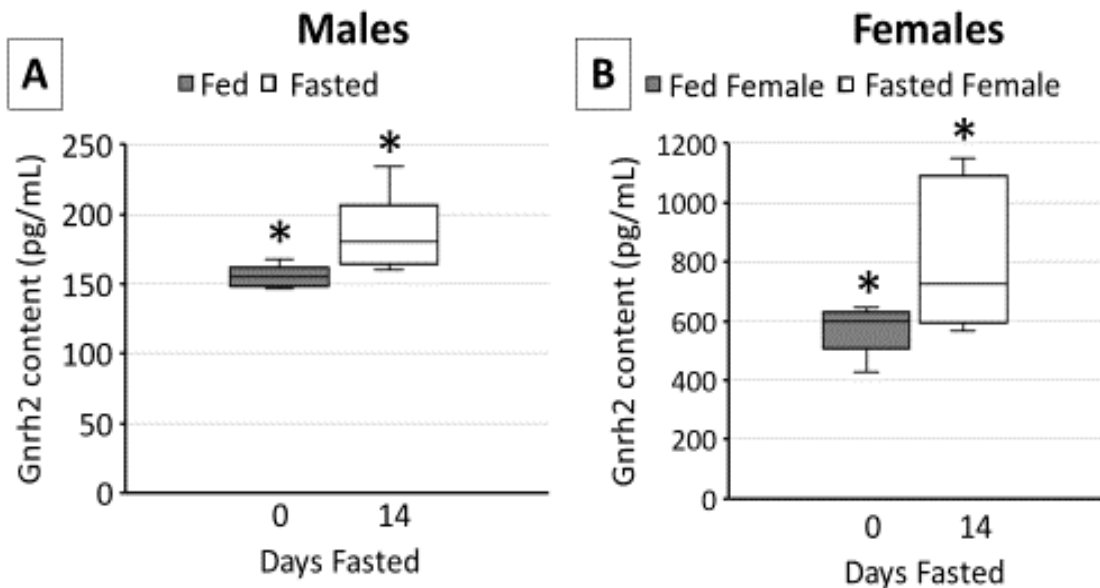 Males
A
Fed Fasted
Gnrh2 content (pg/mL)
250
200
150
100
50
0
*
*
0 14
Days Fasted
Females
B
Fed Female Fasted Female
Gnrh2 content (pg/mL)
1200
1000
800
600
400
200
0
*
*
0 14
Days Fasted